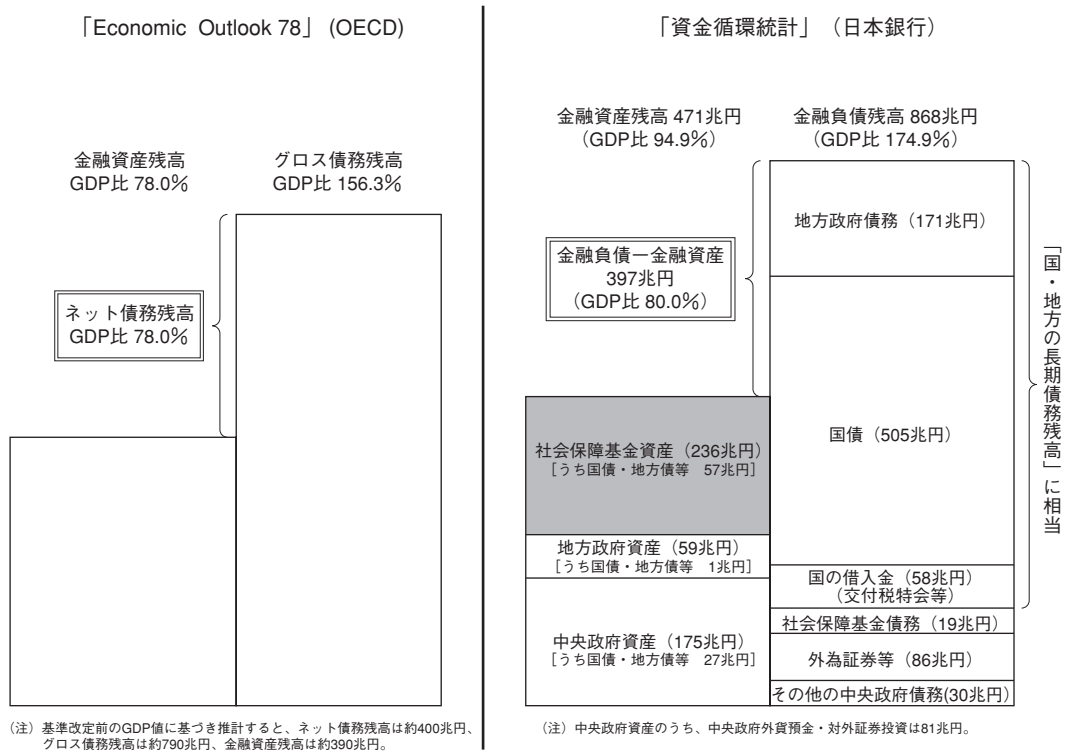 「Economic Outlook 78」 (OECD)
金融資産残高
GDP比 78.0％
グロス債務残高
GDP比 156.3％
ネット債務残高
GDP比 78.0％
（注）基準改定前のGDP値に基づき推計すると、ネット債務残高は約400兆円、
グロス債務残高は約790兆円、金融資産残高は約390兆円。
「資金循環統計」（日本銀行）
金融資産残高 471兆円
（GDP比 94.9％）
金融負債残高 868兆円
（GDP比 174.9％）
金融負債－金融資産
397兆円
（GDP比 80.0％）
社会保障基金資産（236兆円）
［うち国債・地方債等　57兆円］
地方政府資産（59兆円）
［うち国債・地方債等　1兆円］
中央政府資産（175兆円）
［うち国債・地方債等　27兆円］
地方政府債務（171兆円）
国債（505兆円）
国の借入金（58兆円）
（交付税特会等）
社会保障基金債務（19兆円）
外為証券等（86兆円）
その他の中央政府債務(30兆円）
「国・地方の長期債務残高」に相当
（注）中央政府資産のうち、中央政府外貨預金・対外証券投資は81兆円。